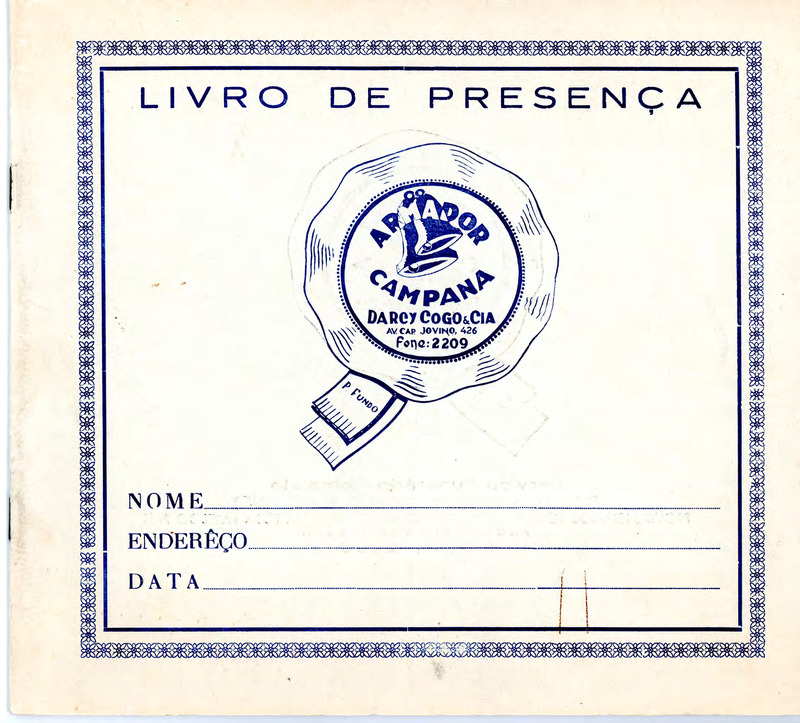 LIVRO DE PRESENÇA
ARMADOR
CAMPANA
DARCY COGO & CIA
AV. CAP. JOVINO, 426
Fone: 2209
P. FUNDO
NOME
ENDERÊÇO
DATA